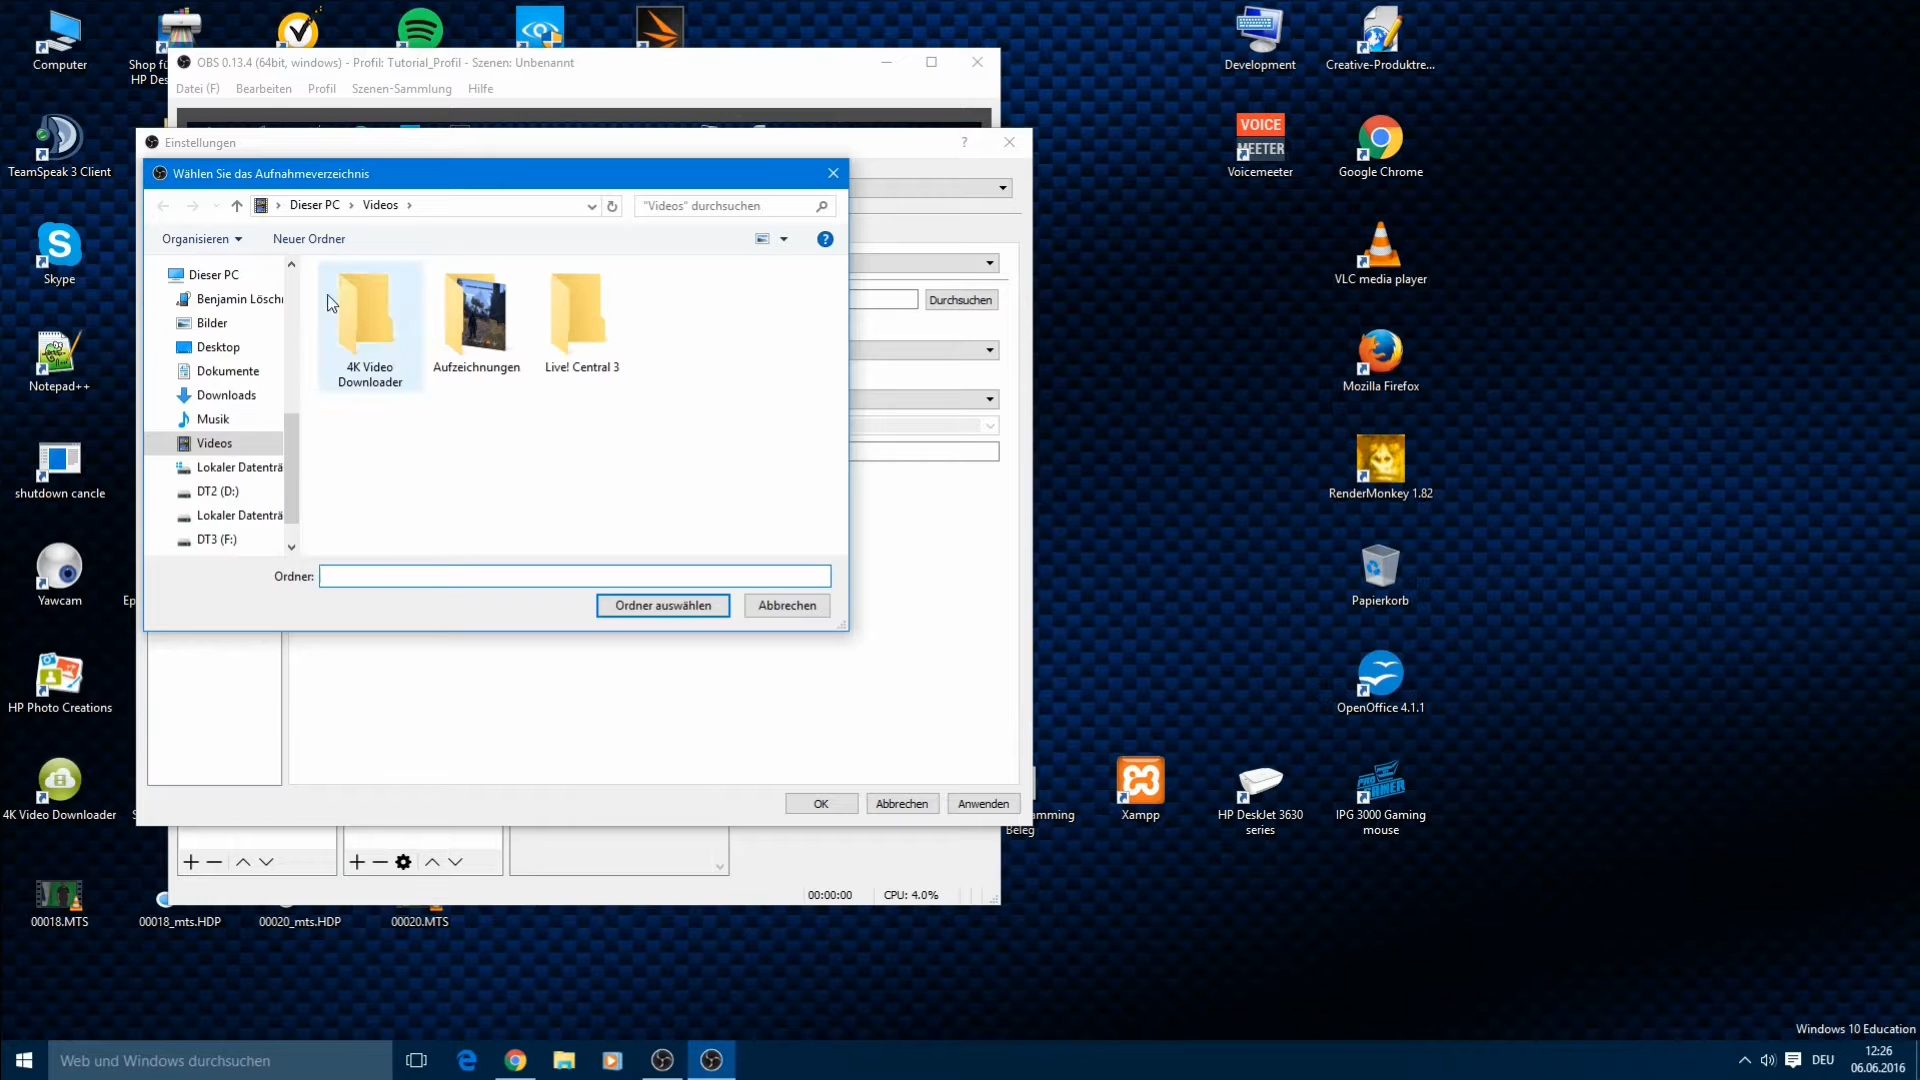 Computer
Shop fü
HP Des
Development
Creative-Produktre...
OBS 0.13.4 (64bit, windows) - Profil: Tutorial_Profil - Szenen: Unbenannt
Datei (F)
Bearbeiten
Profil
Szenen-Sammlung
Hilfe
Einstellungen
?
Wählen Sie das Aufnahmeverzeichnis
TeamSpeak 3 Client
VOICE
MEETER
Voicemeeter
Google Chrome
Dieser PC
Videos
"Videos" durchsuchen
Organisieren
Neuer Ordner
Dieser PC
Benjamin Löschn
Bilder
Desktop
Dokumente
Downloads
Musik
Videos
Lokaler Datenträ
DT2 (D:)
Lokaler Datenträ
DT3 (F:)
4K Video
Downloader
Aufzeichnungen
Live! Central 3
Durchsuchen
Ordner:
Ordner auswählen
Abbrechen
Skype
VLC media player
Notepad++
Mozilla Firefox
shutdown cancle
RenderMonkey 1.82
Yawcam
Ep
Papierkorb
HP Photo Creations
OpenOffice 4.1.1
OK
Abbrechen
Anwenden
4K Video Downloader
S
amming
Beleg
Xampp
HP DeskJet 3630
series
PRO GAMER
IPG 3000 Gaming
mouse
00:00:00
CPU: 4.0%
00018.MTS
00018_mts.HDP
00020_mts.HDP
00020.MTS
Windows 10 Education
Web und Windows durchsuchen
DEU
12:26
06.06.2016